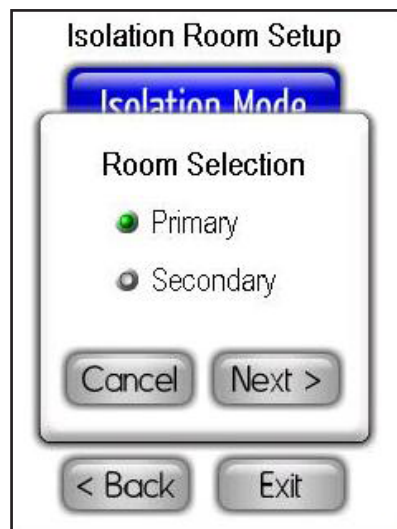 Isolation Room Setup
Isolation Mode
Room Selection
Primary
Secondary
Cancel Next >
< Back Exit